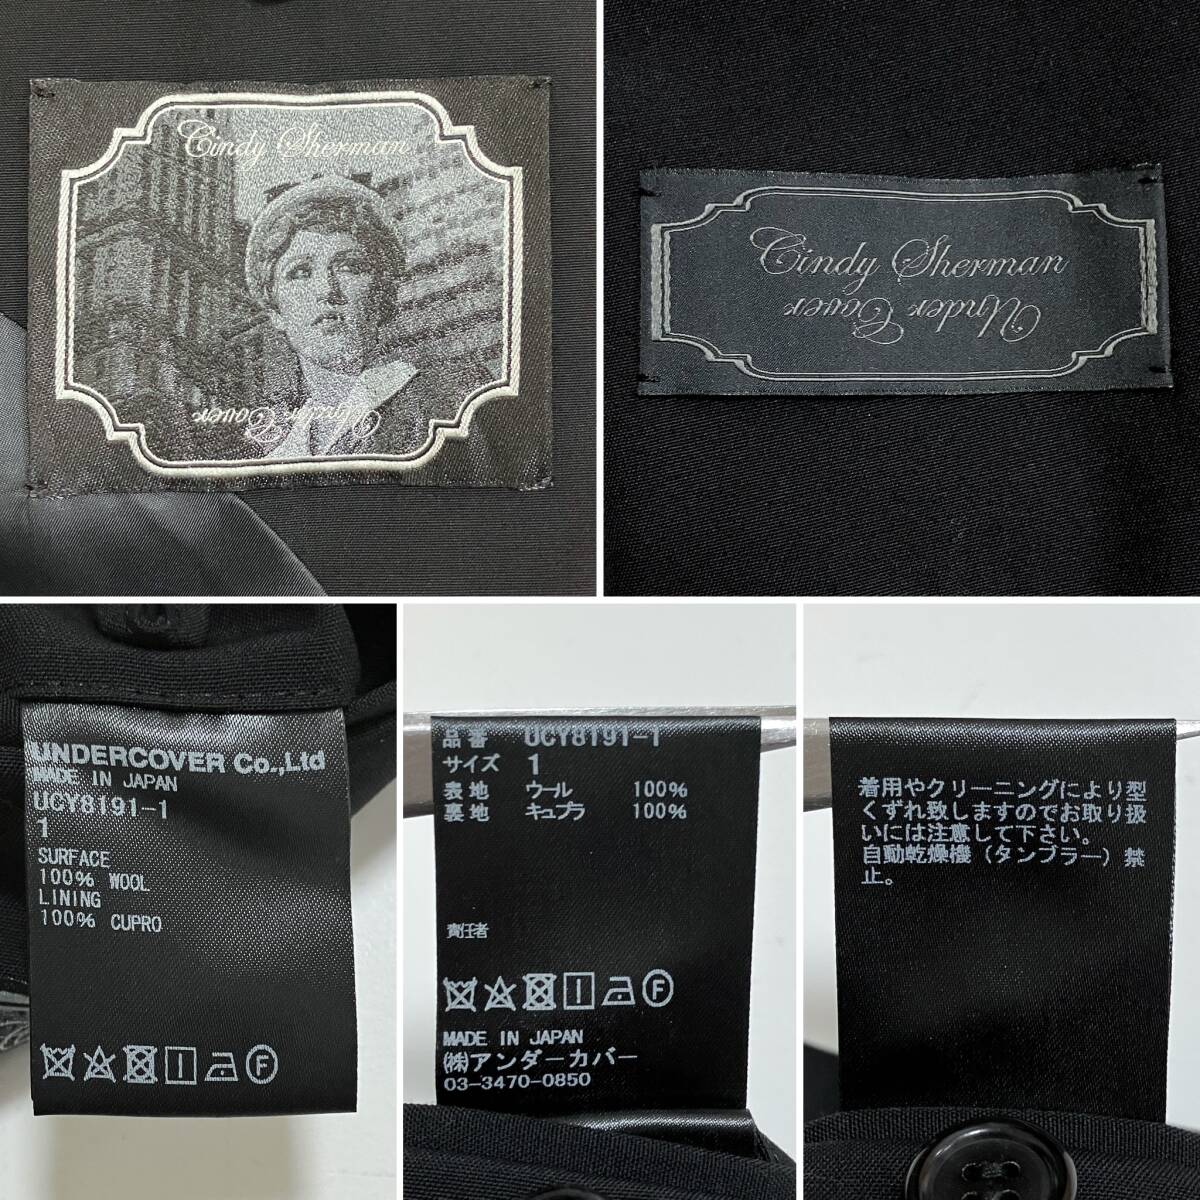 Cindy Sherman
Under Cover
Cindy Sherman
Under Cover
UNDERCOVER Co.,Ltd
MADE IN JAPAN
UCY8191-1
1
SURFACE
100% WOOL
LINING
100% CUPRO
F
品番 UCY8191-1
サイズ 1
表地 ウール 100%
裏地 キュプラ 100%
責任者
F
MADE IN JAPAN
㈱アンダーカバー
03-3470-0850
着用やクリーニングにより型
くずれ致しますのでお取り扱
いには注意して下さい。
自動乾燥機（タンブラー）禁
止。